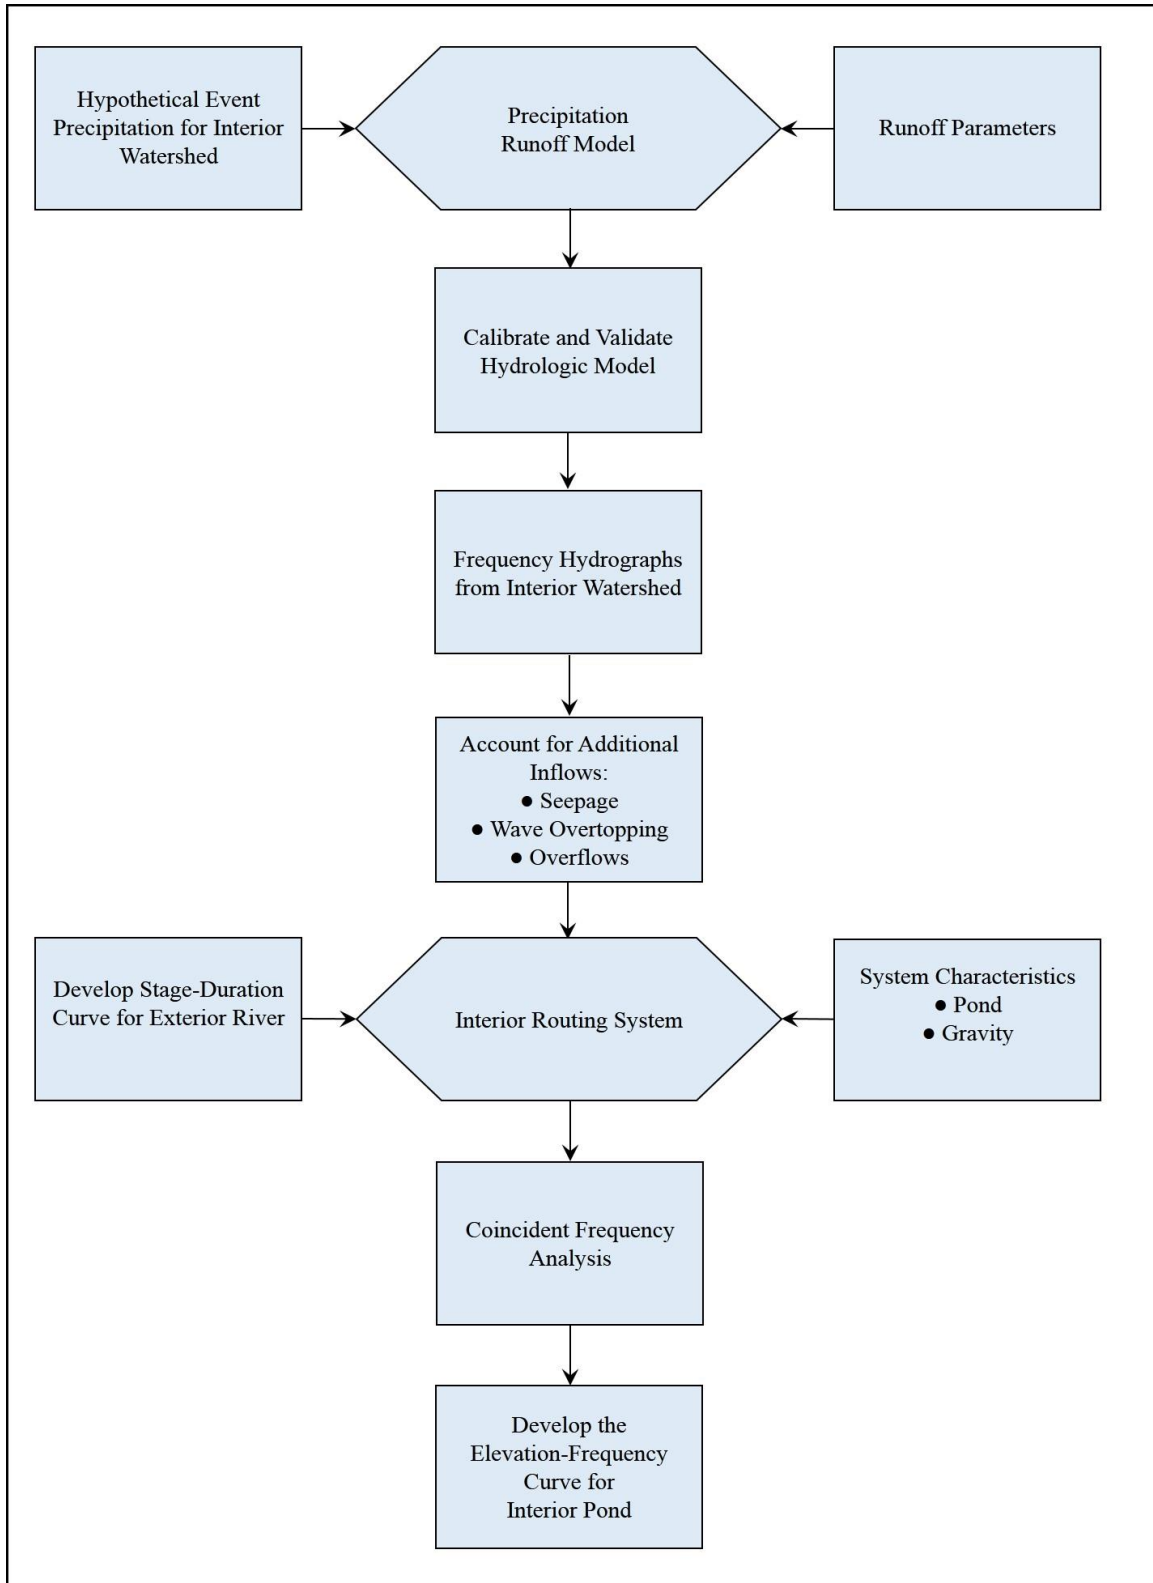 Hypothetical Event
Precipitation for Interior
Watershed
Precipitation
Runoff Model
Runoff Parameters
Calibrate and Validate
Hydrologic Model
Frequency Hydrographs
from Interior Watershed
Account for Additional
Inflows:
● Seepage
● Wave Overtopping
● Overflows
Develop Stage-Duration
Curve for Exterior River
Interior Routing System
System Characteristics
● Pond
● Gravity
Coincident Frequency
Analysis
Develop the
Elevation-Frequency
Curve for
Interior Pond